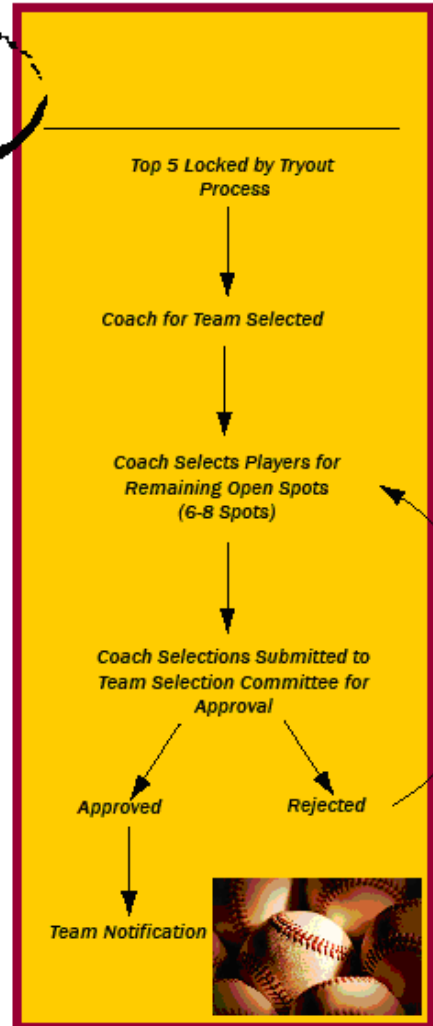 Top 5 Locked by Tryout
Process
Coach for Team Selected
Coach Selects Players for
Remaining Open Spots
(6-8 Spots)
Coach Selections Submitted to
Team Selection Committee for
Approval
Approved
Rejected
Team Notification